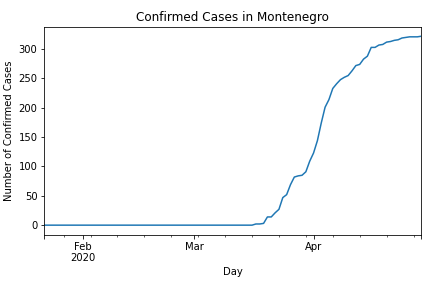 Confirmed Cases in Montenegro
Number of Confirmed Cases
300
250
200
150
100
50
0
Feb
2020
Mar
Apr
Day